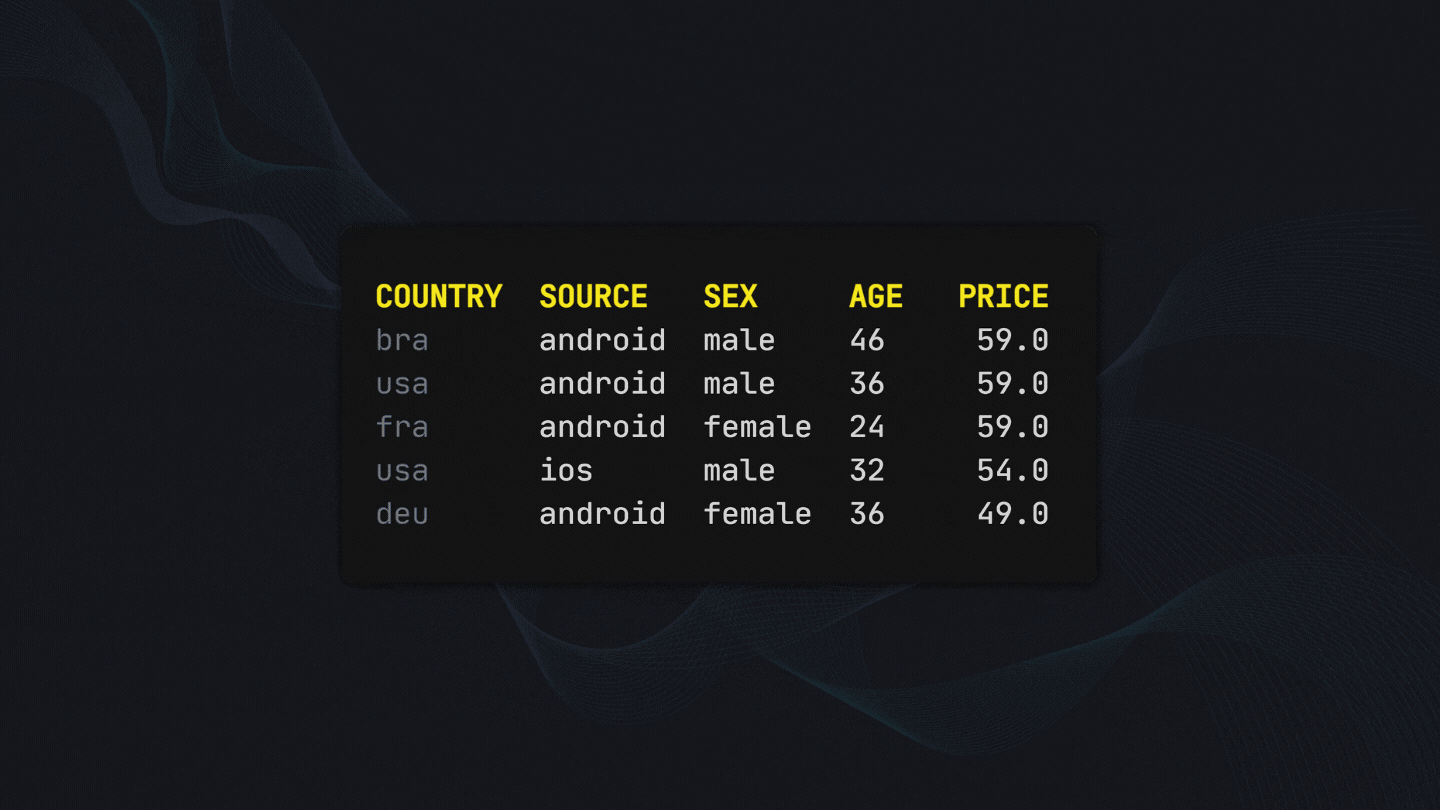 COUNTRY SOURCE SEX AGE PRICE
bra android male 46 59.0
usa android male 36 59.0
fra android female 24 59.0
usa ios male 32 54.0
deu android female 36 49.0